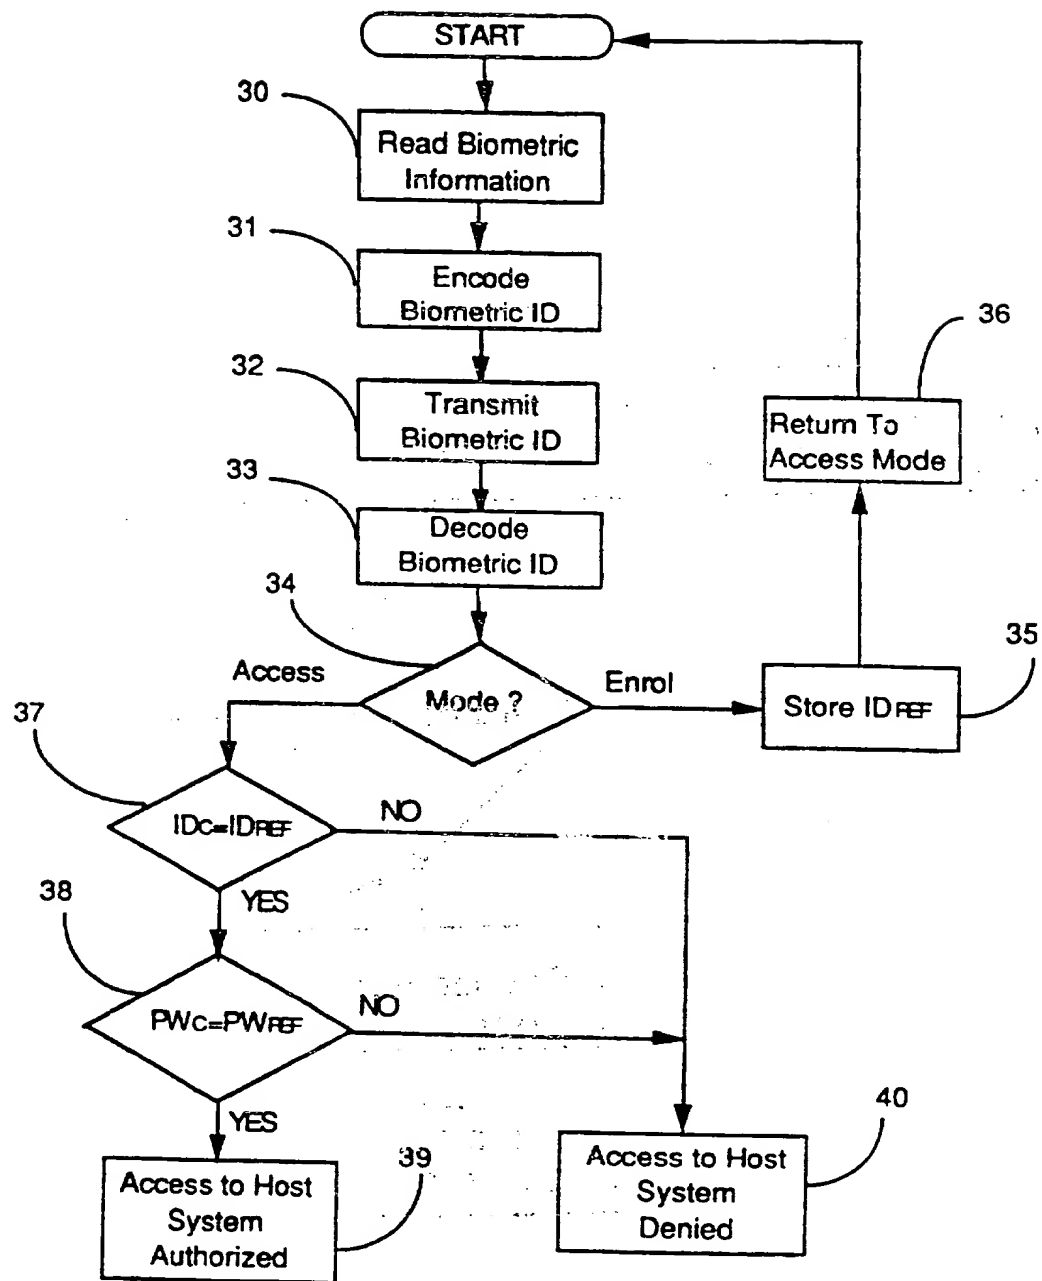 START
30
Read Biometric
Information
31
Encode
Biometric ID
32
Transmit
Biometric ID
33
Decode
Biometric ID
36
Return To
Access Mode
34
Mode ?
Access
Enrol
35
Store IDREF
37
IDC=IDREF
NO
YES
38
PWC=PWREF
NO
YES
39
Access to Host
System
Authorized
40
Access to Host
System
Denied